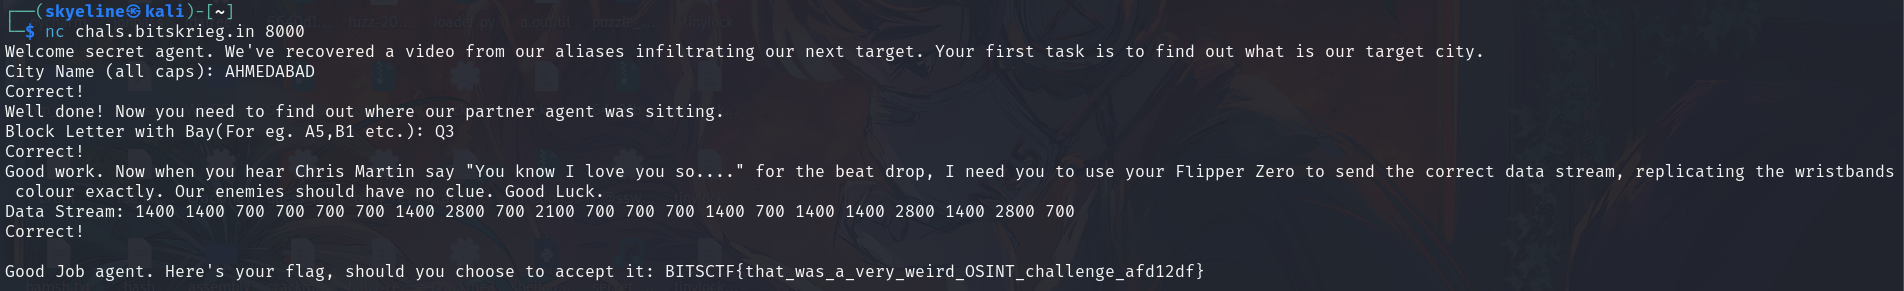 ┌──(skyeline㉿kali)-[~]
└─$ nc chals.bitskrieg.in 8000
Welcome secret agent. We've recovered a video from our aliases infiltrating our next target. Your first task is to find out what is our target city.
City Name (all caps): AHMEDABAD
Correct!
Well done! Now you need to find out where our partner agent was sitting.
Block Letter with Bay(For eg. A5,B1 etc.): Q3
Correct!
Good work. Now when you hear Chris Martin say "You know I love you so...." for the beat drop, I need you to use your Flipper Zero to send the correct data stream, replicating the wristbands
colour exactly. Our enemies should have no clue. Good Luck.
Data Stream: 1400 1400 700 700 700 700 1400 2800 700 2100 700 700 700 1400 700 1400 1400 2800 1400 2800 700
Correct!
Good Job agent. Here's your flag, should you choose to accept it: BITSCTF{that_was_a_very_weird_OSINT_challenge_afd12df}